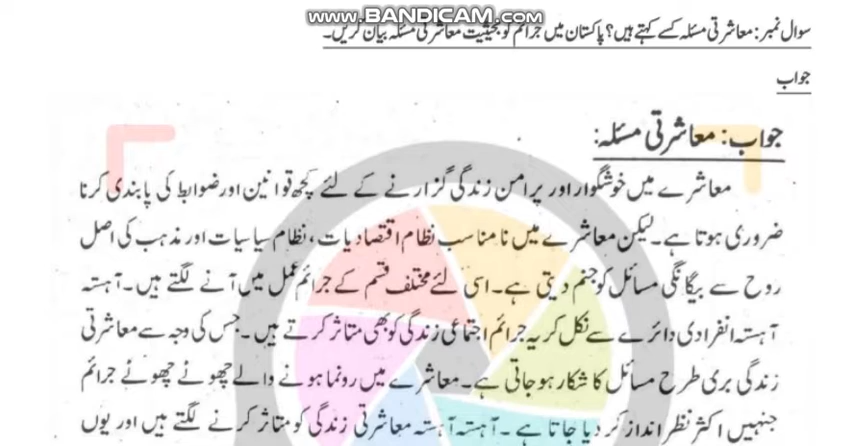 www.BANDICAM.com
سوال نمبر: معاشرتی مسئلہ کسے کہتے ہیں؟ پاکستان میں جرائم کو بحیثیت معاشرتی مسئلہ بیان کریں۔
جواب
جواب: معاشرتی مسئلہ:
معاشرے میں خوشگوار اور پرامن زندگی گزارنے کے لئے کچھ قوانین اور ضوابط کی پابندی کرنا
ضروری ہوتا ہے۔ لیکن معاشرے میں نامناسب نظام اقتصادیات، نظام سیاسیات اور مذہب کی اصل
روح سے بیگانگی مسائل کو جنم دیتی ہے۔ اسی لئے مختلف قسم کے جرائم عمل میں آنے لگتے ہیں۔ آہستہ
آہستہ انفرادی دائرے سے نکل کر یہ جرائم اجتماعی زندگی کو بھی متاثر کرتے ہیں۔ جس کی وجہ سے معاشرتی
زندگی بری طرح مسائل کا شکار ہو جاتی ہے۔ معاشرے میں رونما ہونے والے چھوٹے چھوٹے جرائم
جنہیں اکثر نظر انداز کر دیا جاتا ہے۔ آہستہ آہستہ معاشرتی زندگی کو متاثر کرنے لگتے ہیں اور یوں